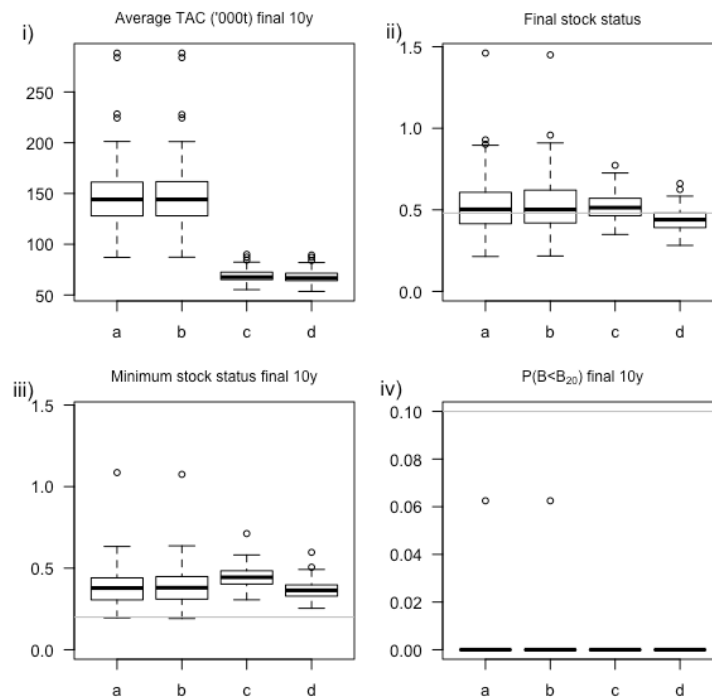 i)
Average TAC ('000t) final 10y
250
200
150
100
50
a b c d
ii)
Final stock status
1.5
1.0
0.5
0.0
a b c d
iii)
Minimum stock status final 10y
1.5
1.0
0.5
0.0
a b c d
iv)
P(B<B20) final 10y
0.10
0.08
0.06
0.04
0.02
0.00
a b c d